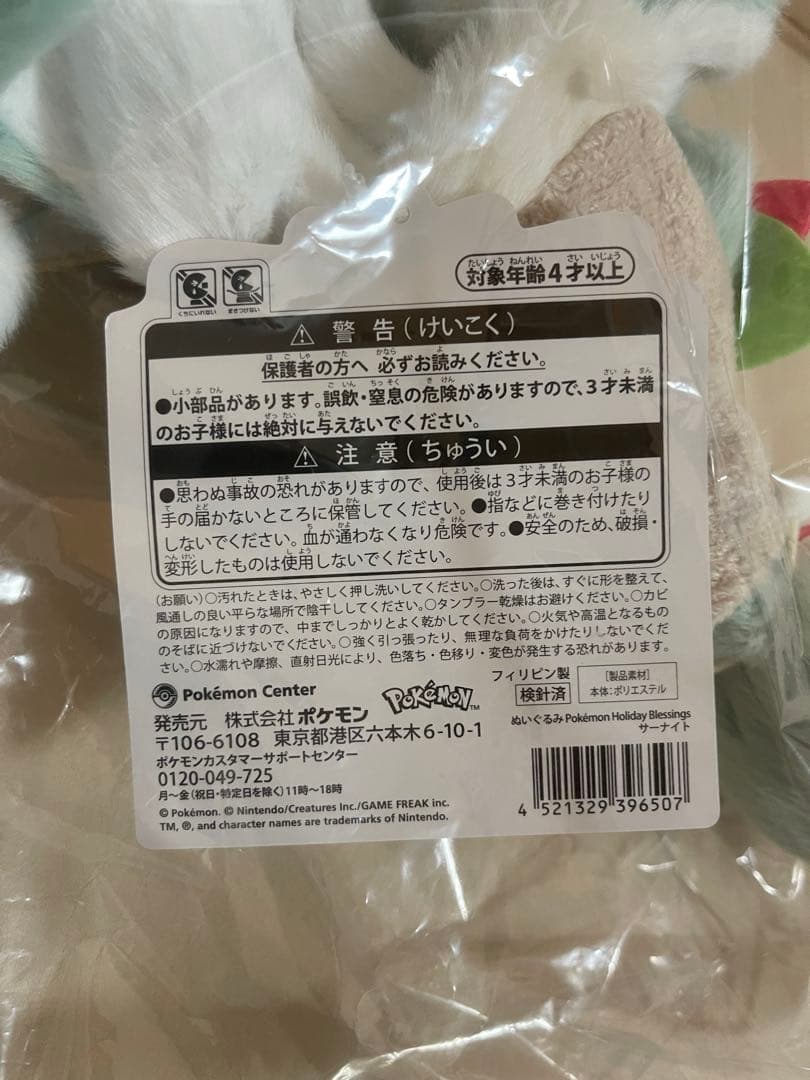 対象年齢4才以上
たいしょう ねんれい さい いじょう
くちにいれない
まきつけない
⚠ 警告(けいこく)
保護者の方へ 必ずお読みください。
●小部品があります。誤飲・窒息の危険がありますので、3才未満
のお子様には絶対に与えないでください。
⚠ 注意(ちゅうい)
●思わぬ事故の恐れがありますので、使用後は3才未満のお子様の
手の届かないところに保管してください。●指などに巻き付けたり
しないでください。血が通わなくなり危険です。●安全のため、破損・
変形したものは使用しないでください。
(お願い)○汚れたときは、やさしく押し洗いしてください。○洗った後は、すぐに形を整えて、
風通しの良い平らな場所で陰干ししてください。○タンブラー乾燥はお避けください。○カビ
の原因になりますので、中までしっかりとよく乾かしてください。○火気や高温となるもの
のそばに近づけないでください。○強く引っ張ったり、無理な負荷をかけたりしないでくだ
さい。○水濡れや摩擦、直射日光により、色落ち・色移り・変色が発生する恐れがあります。
Pokémon Center
POKÉMON™
フィリピン製
検針済
[製品素材]
本体:ポリエステル
発売元 株式会社ポケモン
〒106-6108 東京都港区六本木6-10-1
ポケモンカスタマーサポートセンター
0120-049-725
月～金(祝日・特定日を除く)11時～18時
ぬいぐるみ Pokémon Holiday Blessings
サーナイト
4 521329 396507
© Pokémon. © Nintendo/Creatures Inc./GAME FREAK inc.
TM, ®, and character names are trademarks of Nintendo.